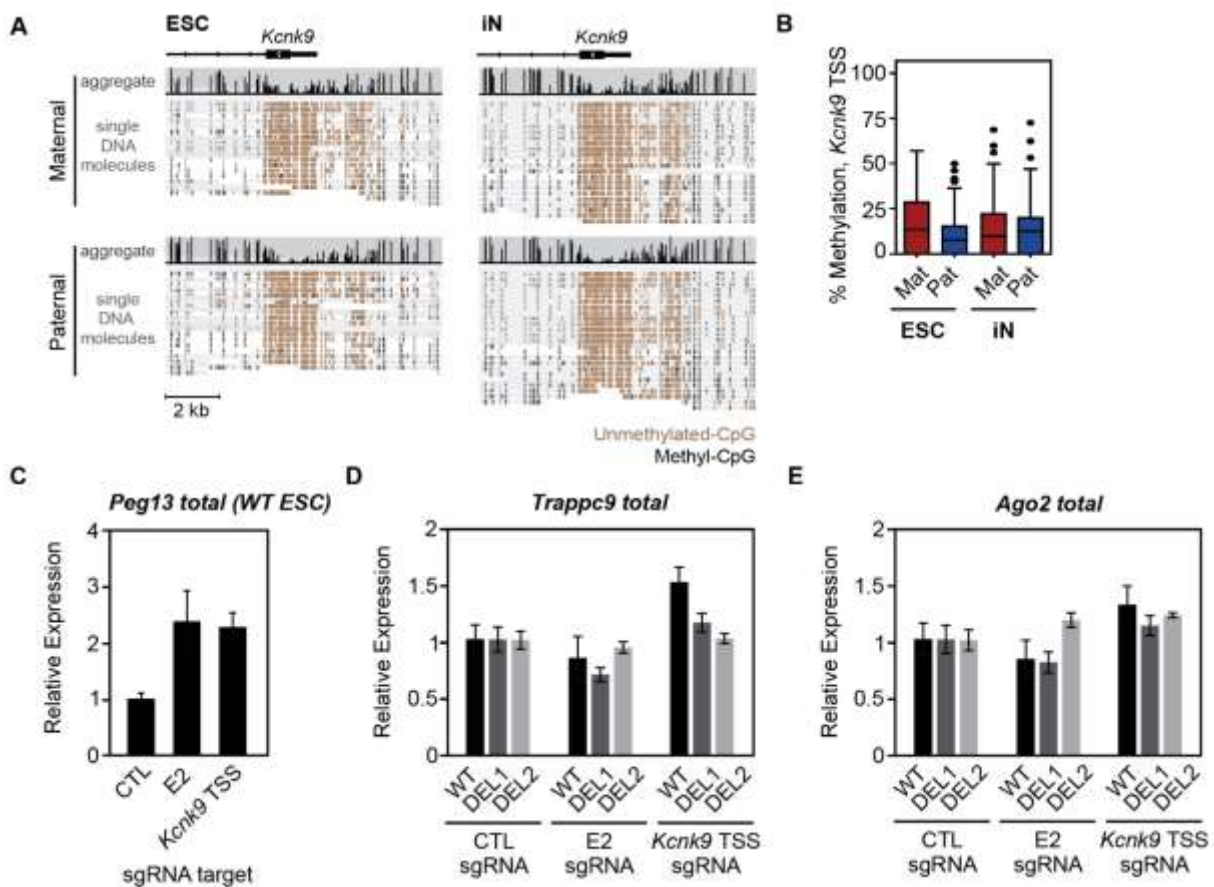 A
ESC
iN
Kcnk9
Kcnk9
Maternal
aggregate
single
DNA
molecules
Paternal
aggregate
single
DNA
molecules
2 kb
Unmethylated-CpG
Methyl-CpG
B
% Methylation, Kcnk9 TSS
100
75
50
25
0
Mat
Pat
Mat
Pat
ESC
iN
C
Peg13 total (WT ESC)
Relative Expression
4
3
2
1
0
CTL
E2
Kcnk9 TSS
sgRNA target
D
Trappc9 total
Relative Expression
2
1.5
1
0.5
0
WT
DEL1
DEL2
WT
DEL1
DEL2
WT
DEL1
DEL2
CTL
sgRNA
E2
sgRNA
Kcnk9 TSS
sgRNA
E
Ago2 total
Relative Expression
2
1.5
1
0.5
0
WT
DEL1
DEL2
WT
DEL1
DEL2
WT
DEL1
DEL2
CTL
sgRNA
E2
sgRNA
Kcnk9 TSS
sgRNA